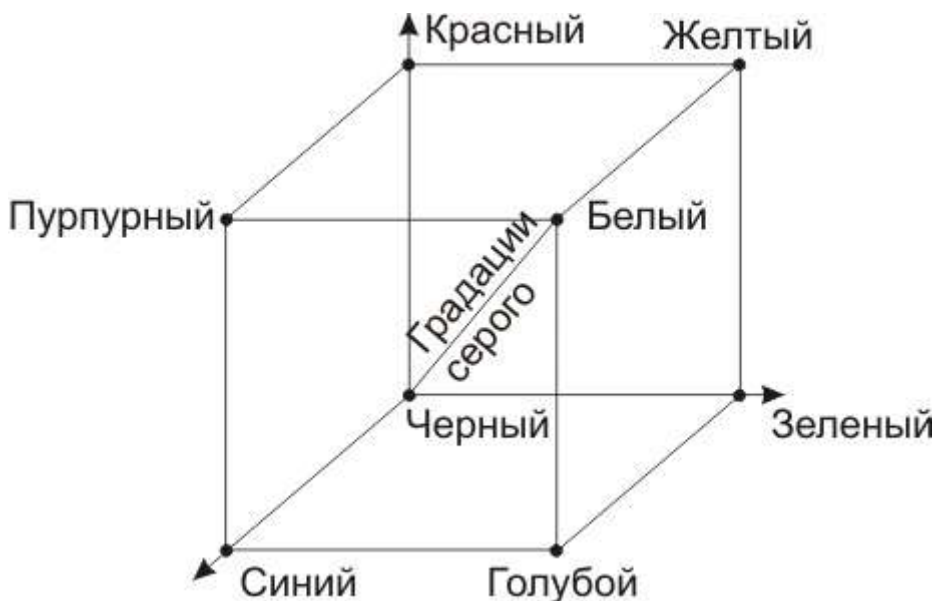 Красный
Желтый
Пурпурный
Белый
Градации
серого
Черный
Зеленый
Синий
Голубой